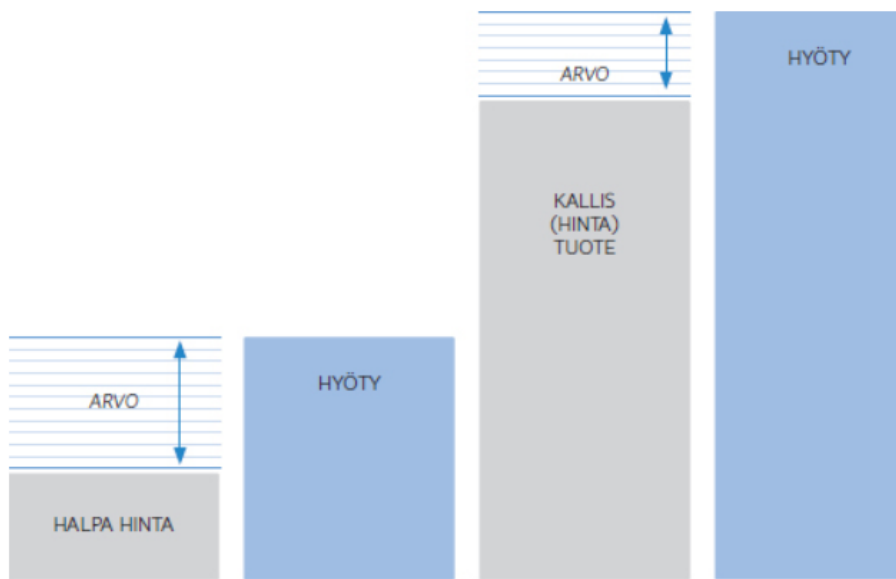 ARVO
HYÖTY
KALLIS
(HINTA)
TUOTE
ARVO
HYÖTY
HALPA HINTA